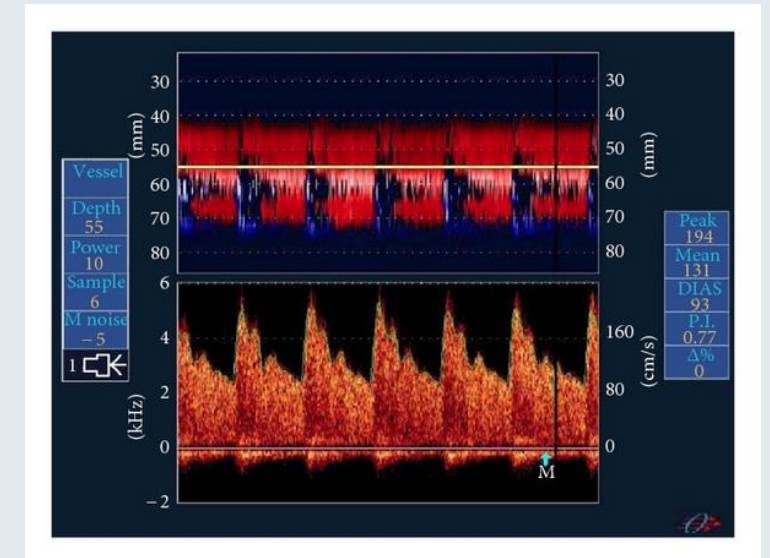 30
40
50
60
70
80
(mm)
30
40
50
60
70
80
(mm)
Vessel
Depth
55
Power
10
Sample
6
M noise
−5
1
6
4
2
0
−2
(kHz)
160
80
0
(cm/s)
M
Peak
194
Mean
131
DIAS
93
P.I.
0.77
Δ%
0